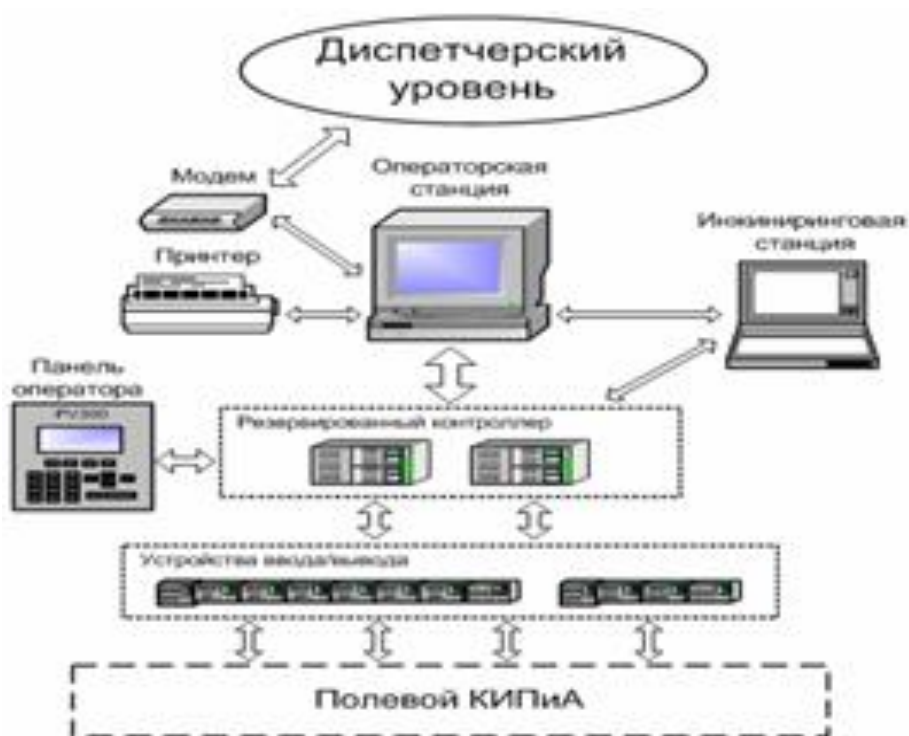 Диспетчерский
уровень
Модем
Операторская
станция
Инжиниринговая
станция
Принтер
Панель
оператора
PV300
Резервированный контроллер
Устройства ввода/вывода
Полевой КИПиА